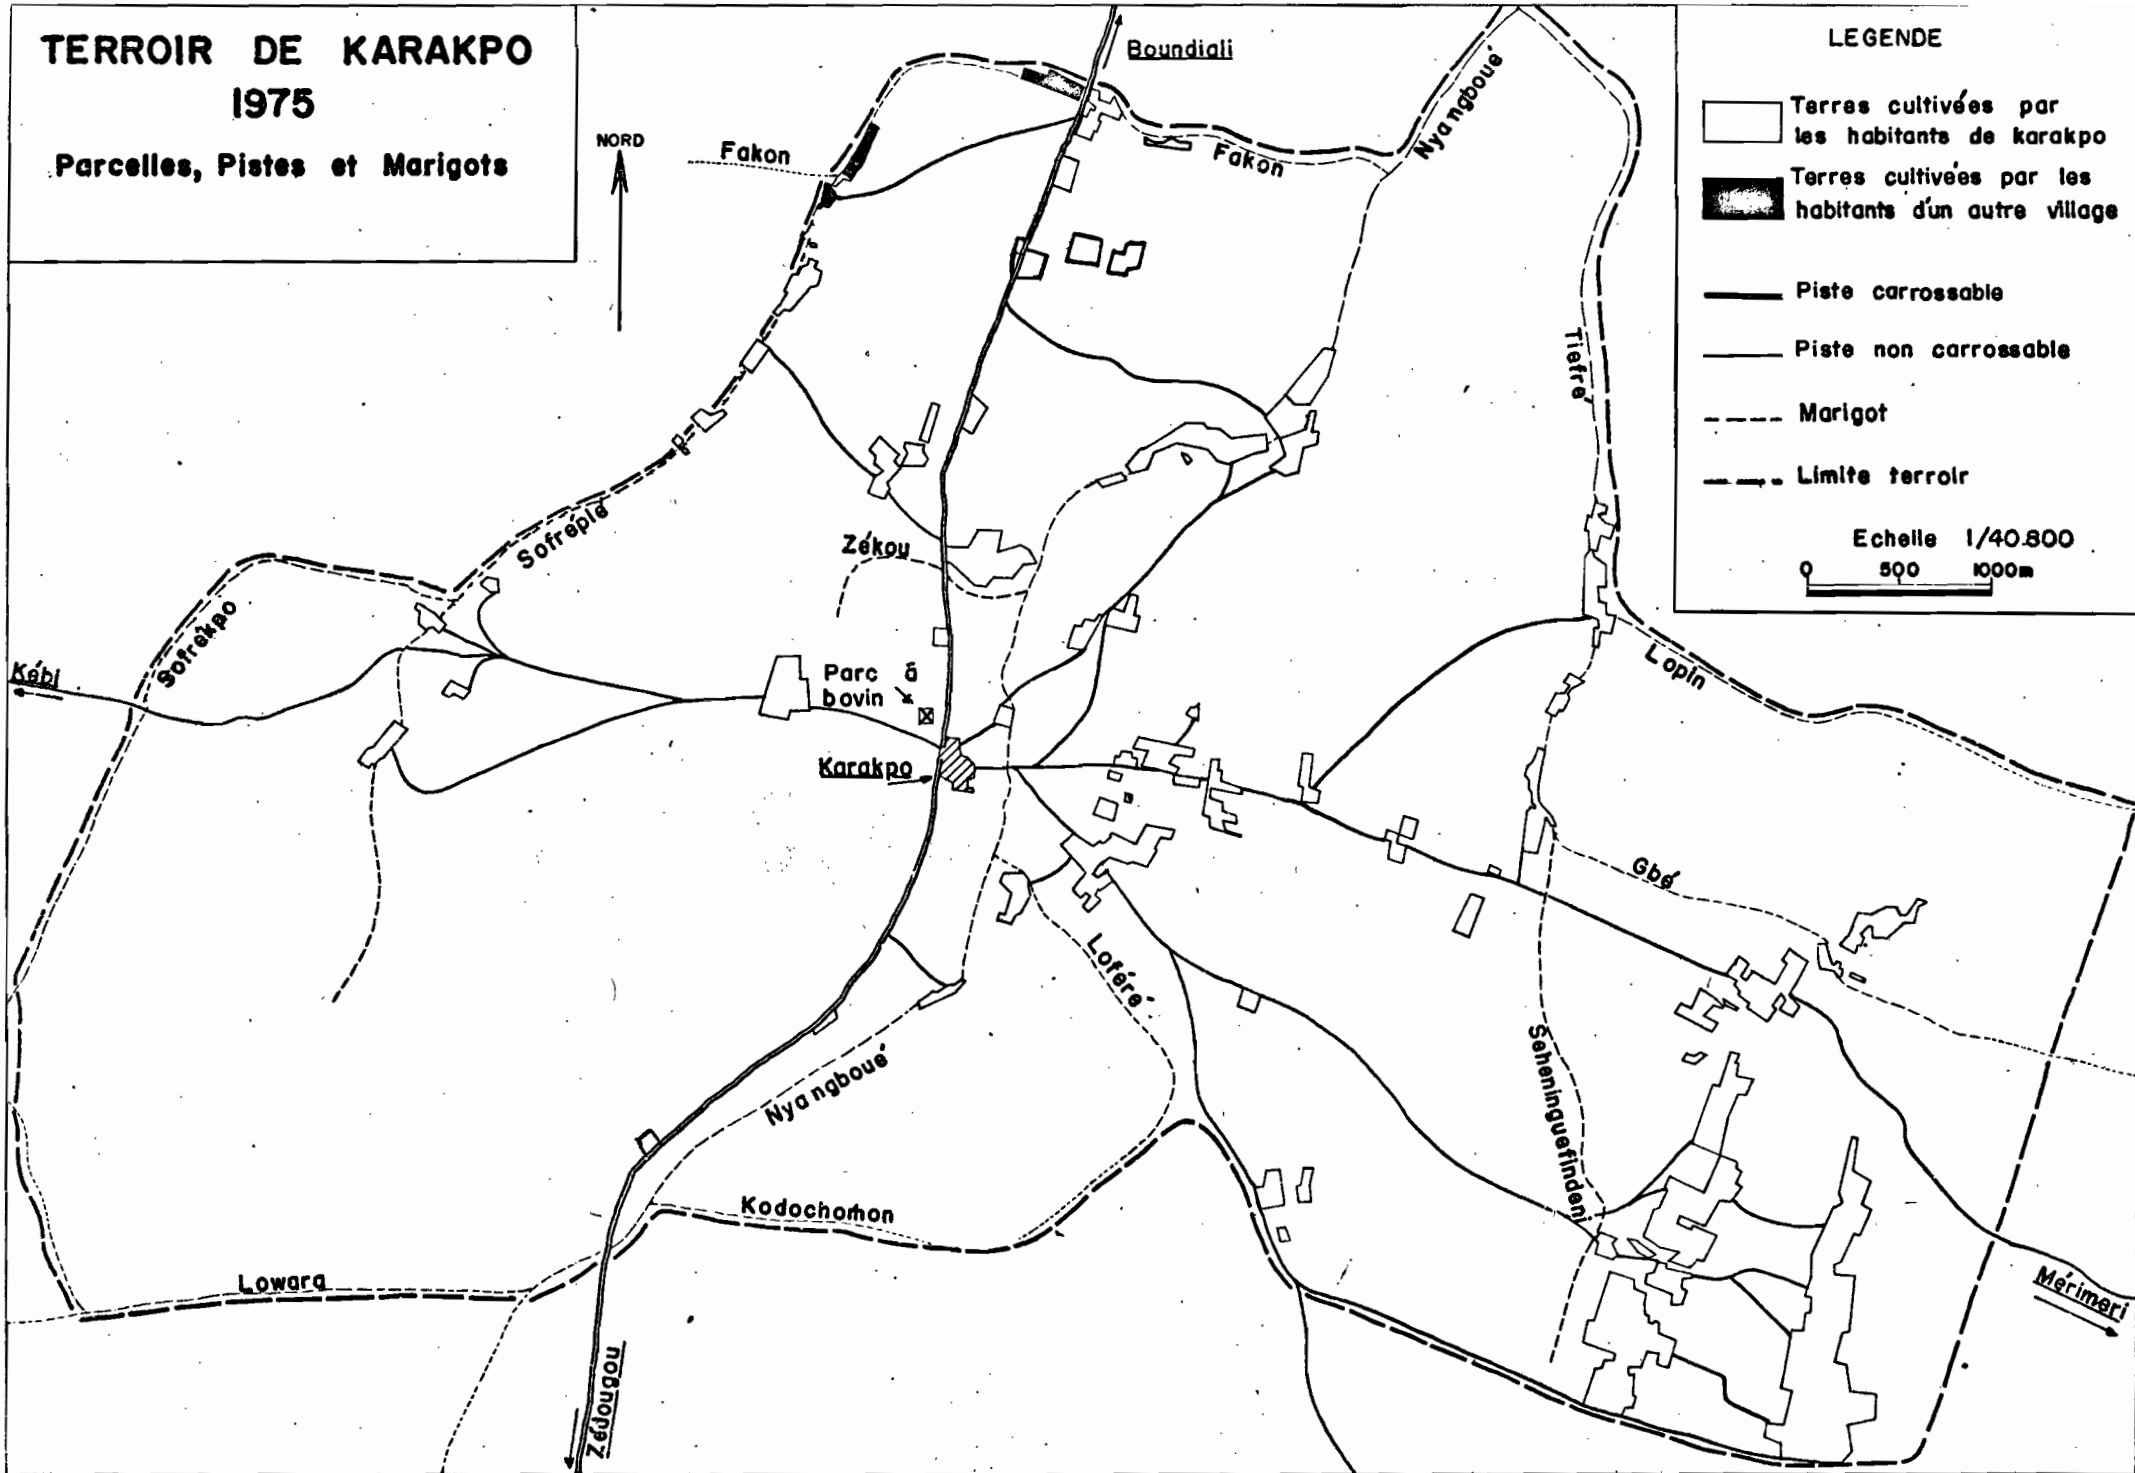 TERROIR DE KARAKPO
1975
Parcelles, Pistes et Marigots
NORD
Boundiali
Fakon
Fakon
Nyangboué
LEGENDE
Terres cultivées par
les habitants de karakpo
Terres cultivées par les
habitants d'un autre village
Piste carrossable
Piste non carrossable
Marigot
Limite terroir
Echelle 1/40.800
0 500 1000m
Tiefré
Sofréplé
Zékou
Sofrékpo
Kébi
Parc à
bovin
Karakpo
Lopin
Gbé
Loféré
Seheninguefindeni
Nyangboué
Kodochomon
Lowara
Zédougou
Mérimeri